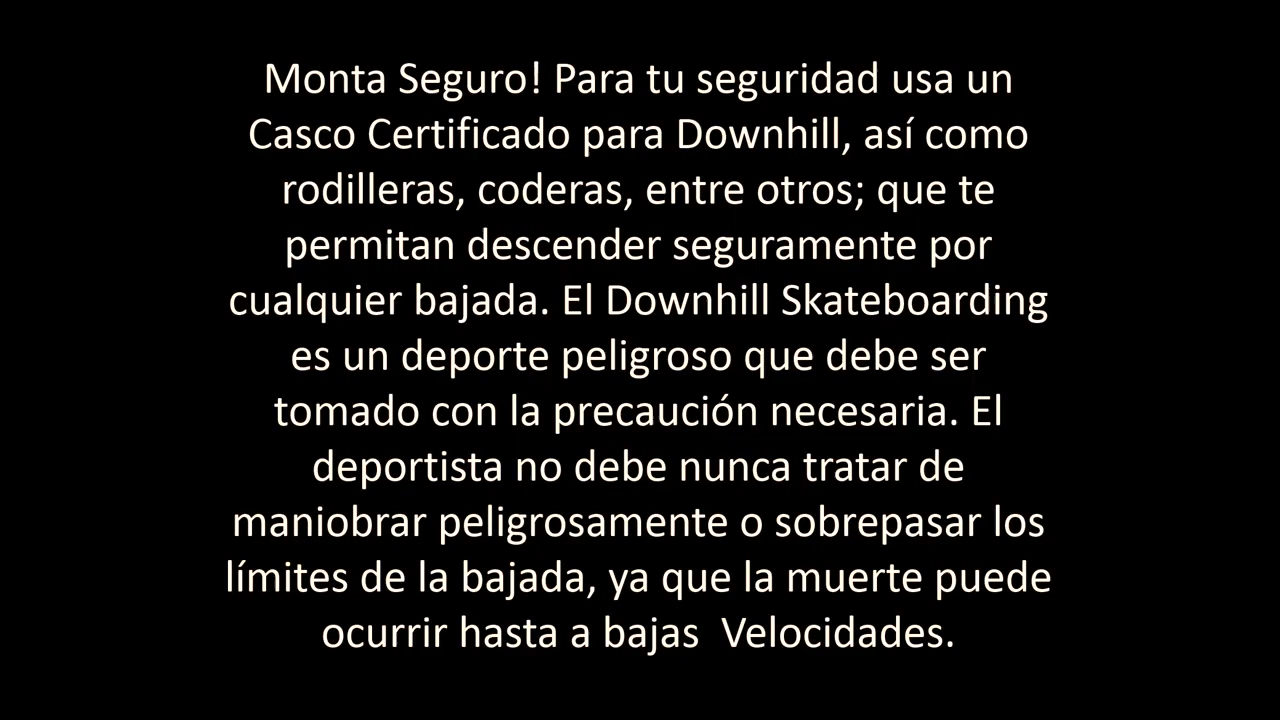 Monta Seguro! Para tu seguridad usa un
Casco Certificado para Downhill, así como
rodilleras, coderas, entre otros; que te
permitan descender seguramente por
cualquier bajada. El Downhill Skateboarding
es un deporte peligroso que debe ser
tomado con la precaución necesaria. El
deportista no debe nunca tratar de
maniobrar peligrosamente o sobrepasar los
límites de la bajada, ya que la muerte puede
ocurrir hasta a bajas  Velocidades.